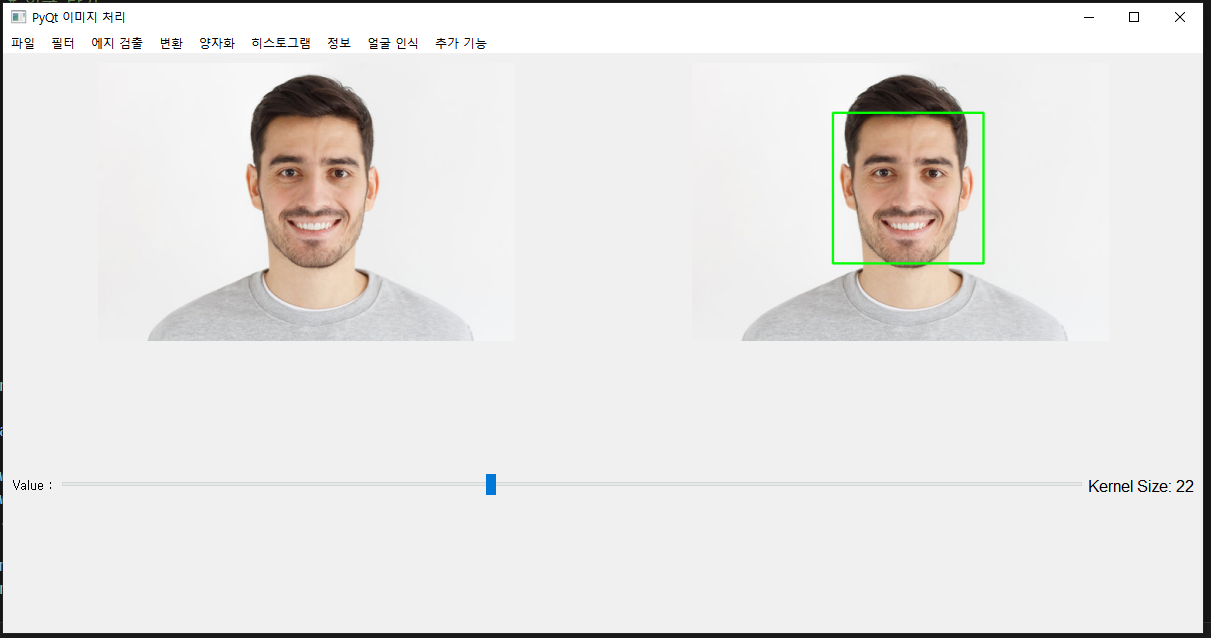 PyQt 이미지 처리
파일 필터 에지 검출 변환 양자화 히스토그램 정보 얼굴 인식 추가 기능
Value : Kernel Size: 22